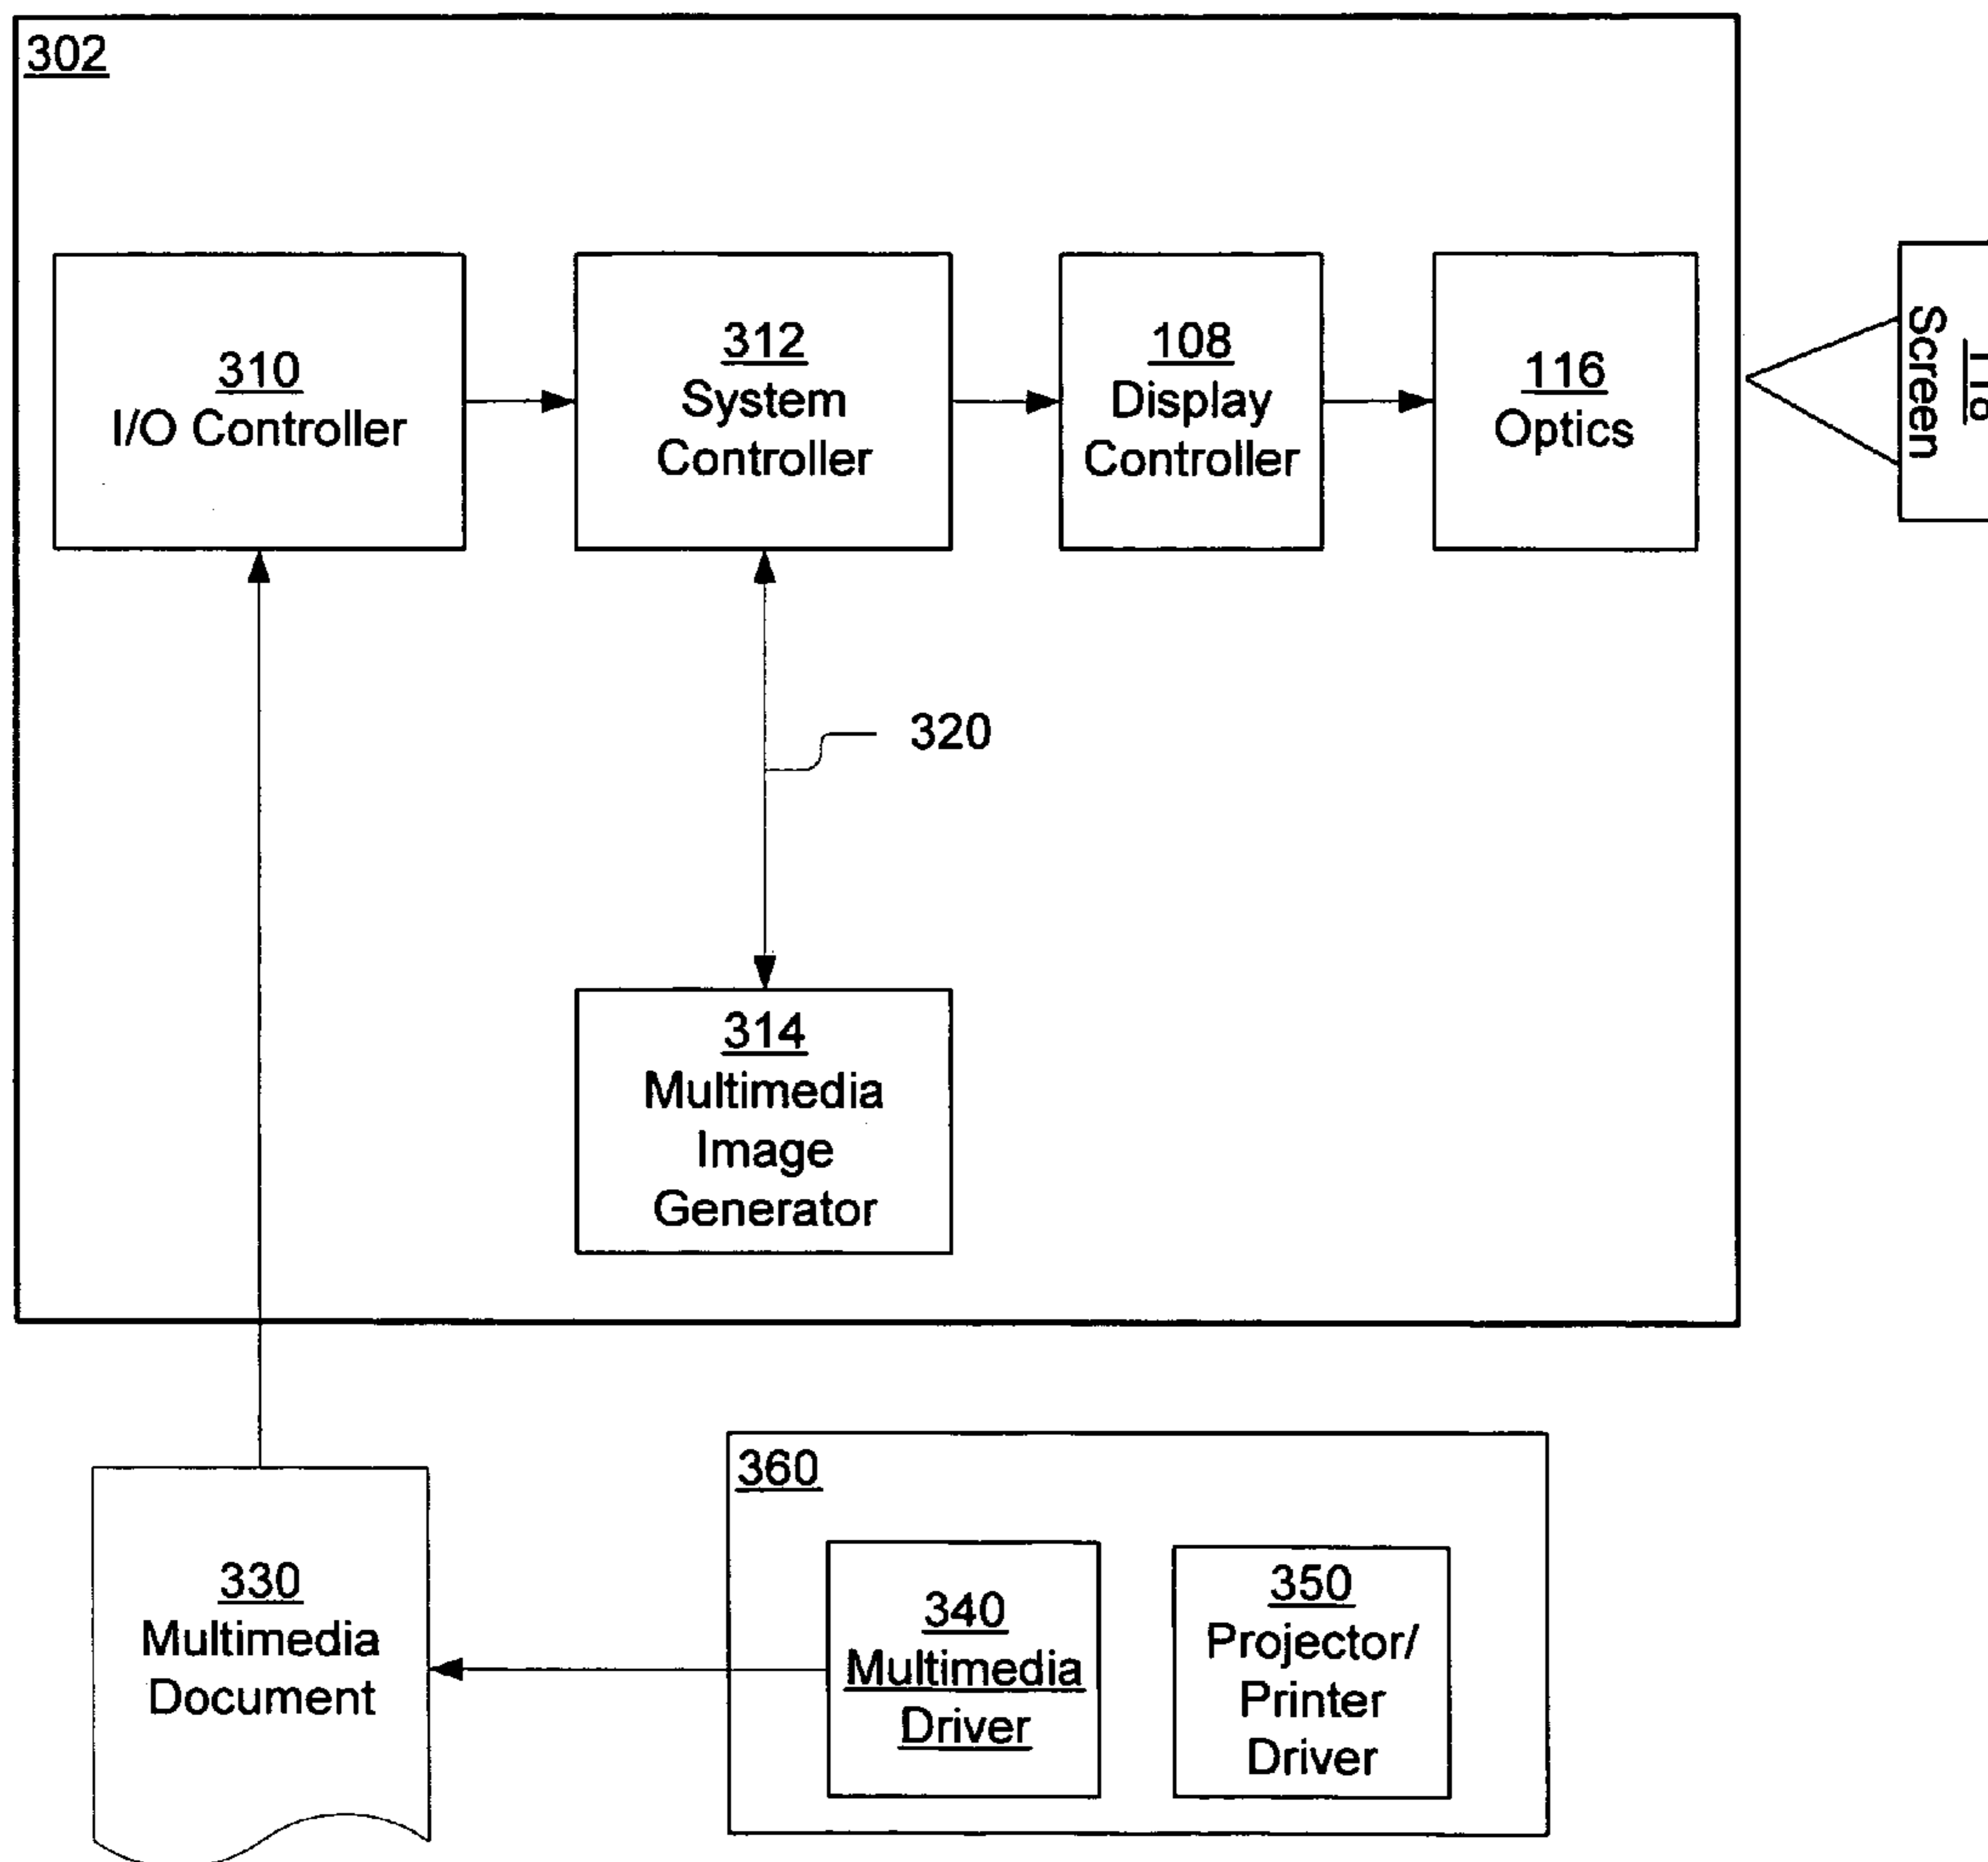 302
310
I/O Controller
312
System
Controller
108
Display
Controller
116
Optics
Screen
320
314
Multimedia
Image
Generator
330
Multimedia
Document
360
340
Multimedia
Driver
350
Projector/
Printer
Driver